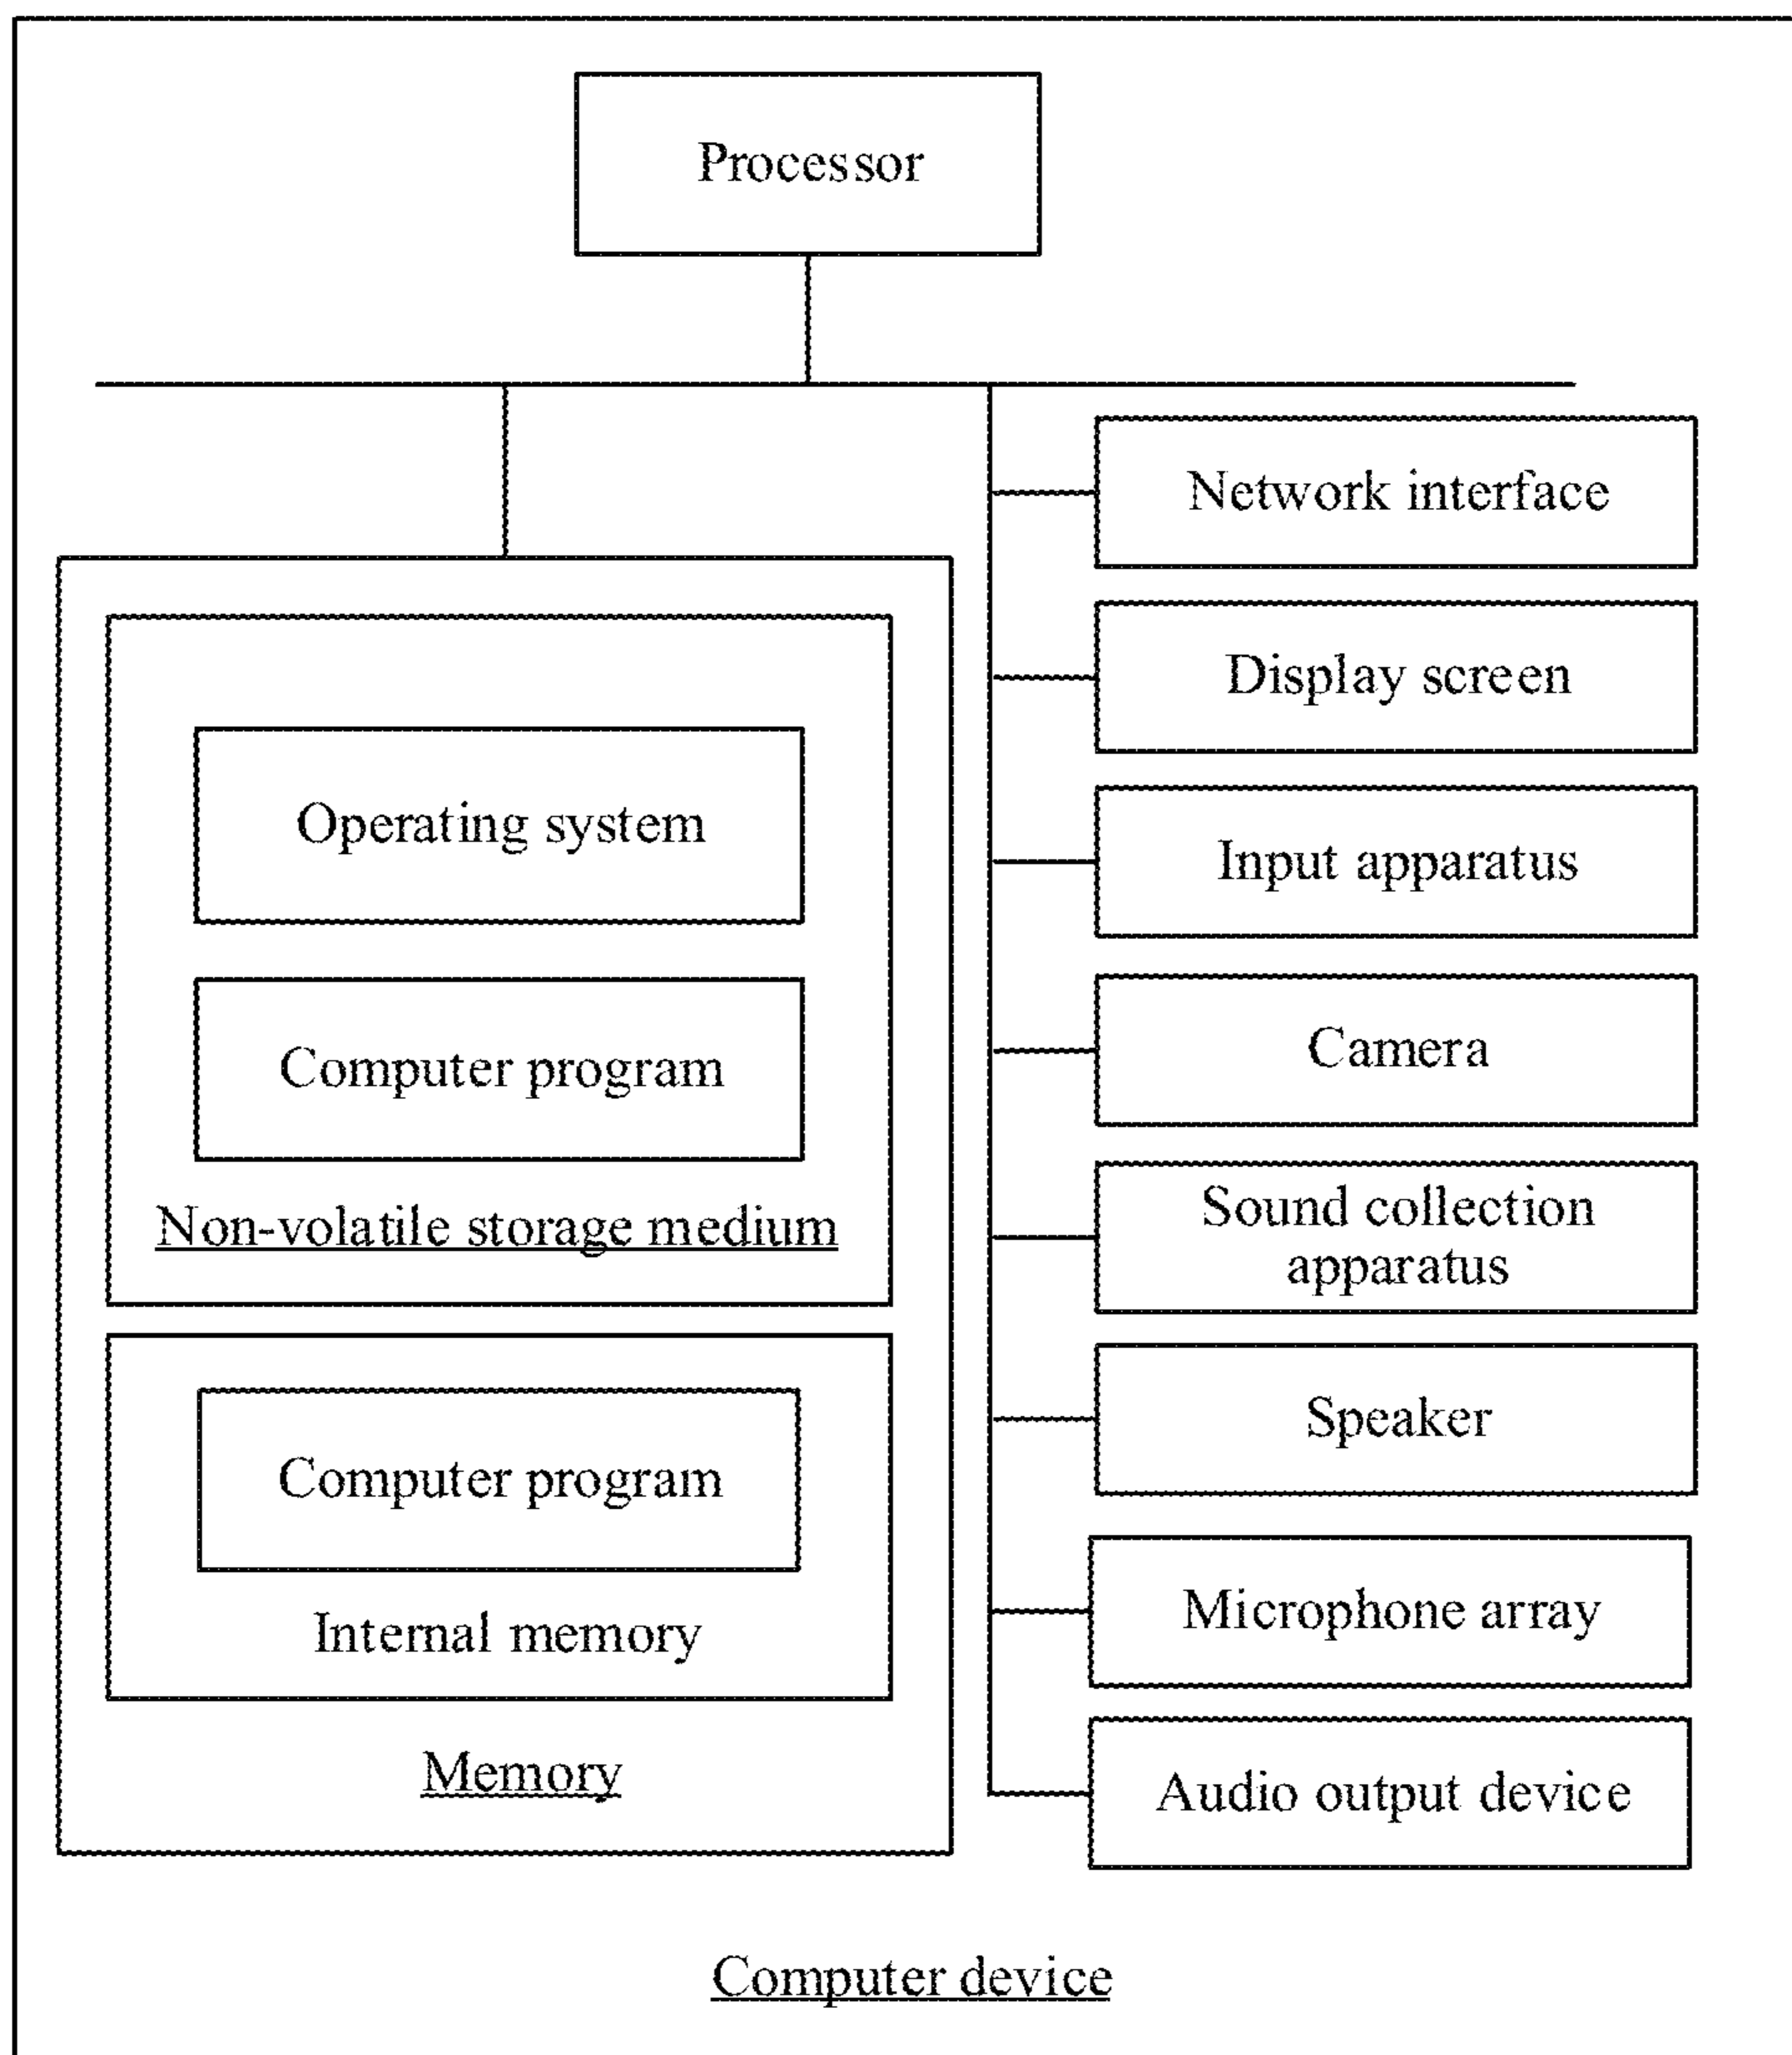 Processor
Operating system
Computer program
Non-volatile storage medium
Computer program
Internal memory
Memory
Network interface
Display screen
Input apparatus
Camera
Sound collection
apparatus
Speaker
Microphone array
Audio output device
Computer device